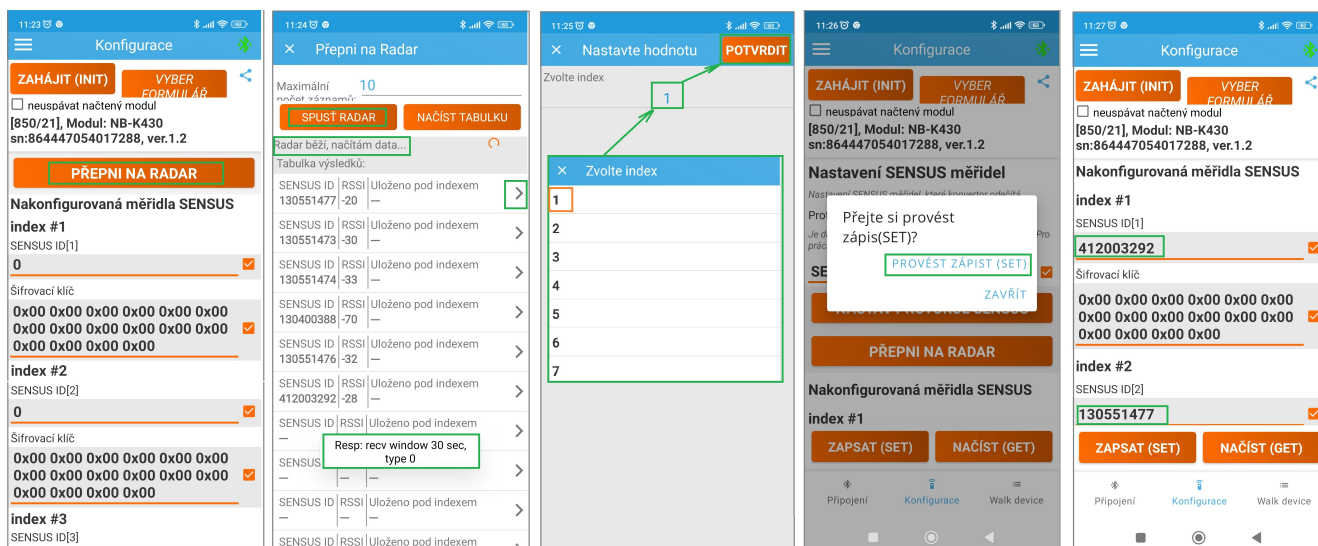 11:23
Konfigurace
ZAHÁJIT (INIT)
VYBER
FORMULÁŘ
neuspávat načtený modul
[850/21], Modul: NB-K430
sn:864447054017288, ver.1.2
PŘEPNI NA RADAR
Nakonfigurovaná měřidla SENSUS
index #1
SENSUS ID[1]
0
Šifrovací klíč
0x00 0x00 0x00 0x00 0x00 0x00
0x00 0x00 0x00 0x00 0x00 0x00
0x00 0x00 0x00 0x00
index #2
SENSUS ID[2]
0
Šifrovací klíč
0x00 0x00 0x00 0x00 0x00 0x00
0x00 0x00 0x00 0x00 0x00 0x00
0x00 0x00 0x00 0x00
index #3
SENSUS ID[3]
11:24
× Přepni na Radar
Maximální 10
počet záznamů:
SPUSŤ RADAR
NAČÍST TABULKU
Radar běží, načítám data...
Tabulka výsledků:
SENSUS ID RSSI Uloženo pod indexem
130551477 -20 —
SENSUS ID RSSI Uloženo pod indexem
130551473 -30 —
SENSUS ID RSSI Uloženo pod indexem
130551474 -33 —
SENSUS ID RSSI Uloženo pod indexem
130400388 -70 —
SENSUS ID RSSI Uloženo pod indexem
130551476 -32 —
SENSUS ID RSSI Uloženo pod indexem
412003292 -28 —
SENSUS ID RSSI Uloženo pod indexem
—
Resp: recv window 30 sec,
type 0
SENSUS
— — —
SENSUS ID RSSI Uloženo pod indexem
— — —
SENSUS ID RSSI Uloženo pod indexem
11:25
× Nastavte hodnotu
POTVRDIT
Zvolte index
1
× Zvolte index
1
2
3
4
5
6
7
11:26
Konfigurace
ZAHÁJIT (INIT)
VYBER
FORMULÁŘ
neuspávat načtený modul
[850/21], Modul: NB-K430
sn:864447054017288, ver.1.2
Nastavení SENSUS měřidel
Nastavení SENSUS měřidel, které konvertor odečítá
Přejte si provést
zápis(SET)?
PROVÉST ZÁPIST (SET)
ZAVŘÍT
NASTAV PROTOKOL SENSUS
PŘEPNI NA RADAR
Nakonfigurovaná měřidla SENSUS
index #1
ZAPSAT (SET)
NAČÍST (GET)
Připojení
Konfigurace
Walk device
11:27
Konfigurace
ZAHÁJIT (INIT)
VYBER
FORMULÁŘ
neuspávat načtený modul
[850/21], Modul: NB-K430
sn:864447054017288, ver.1.2
Nakonfigurovaná měřidla SENSUS
index #1
SENSUS ID[1]
412003292
Šifrovací klíč
0x00 0x00 0x00 0x00 0x00 0x00
0x00 0x00 0x00 0x00 0x00 0x00
0x00 0x00 0x00 0x00
index #2
SENSUS ID[2]
130551477
ZAPSAT (SET)
NAČÍST (GET)
Připojení
Konfigurace
Walk device